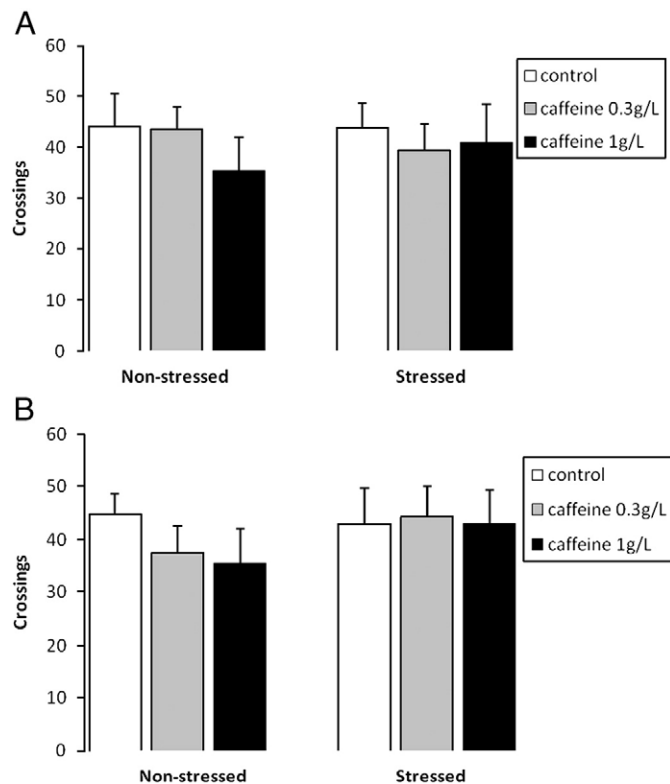 A
60
50
40
30
20
10
0
Crossings
Non-stressed
Stressed
control
caffeine 0.3g/L
caffeine 1g/L
B
60
50
40
30
20
10
0
Crossings
Non-stressed
Stressed
control
caffeine 0.3g/L
caffeine 1g/L